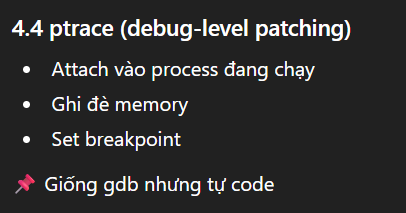 4.4 ptrace (debug-level patching)
• Attach vào process đang chạy
• Ghi đè memory
• Set breakpoint
📌 Giống gdb nhưng tự code